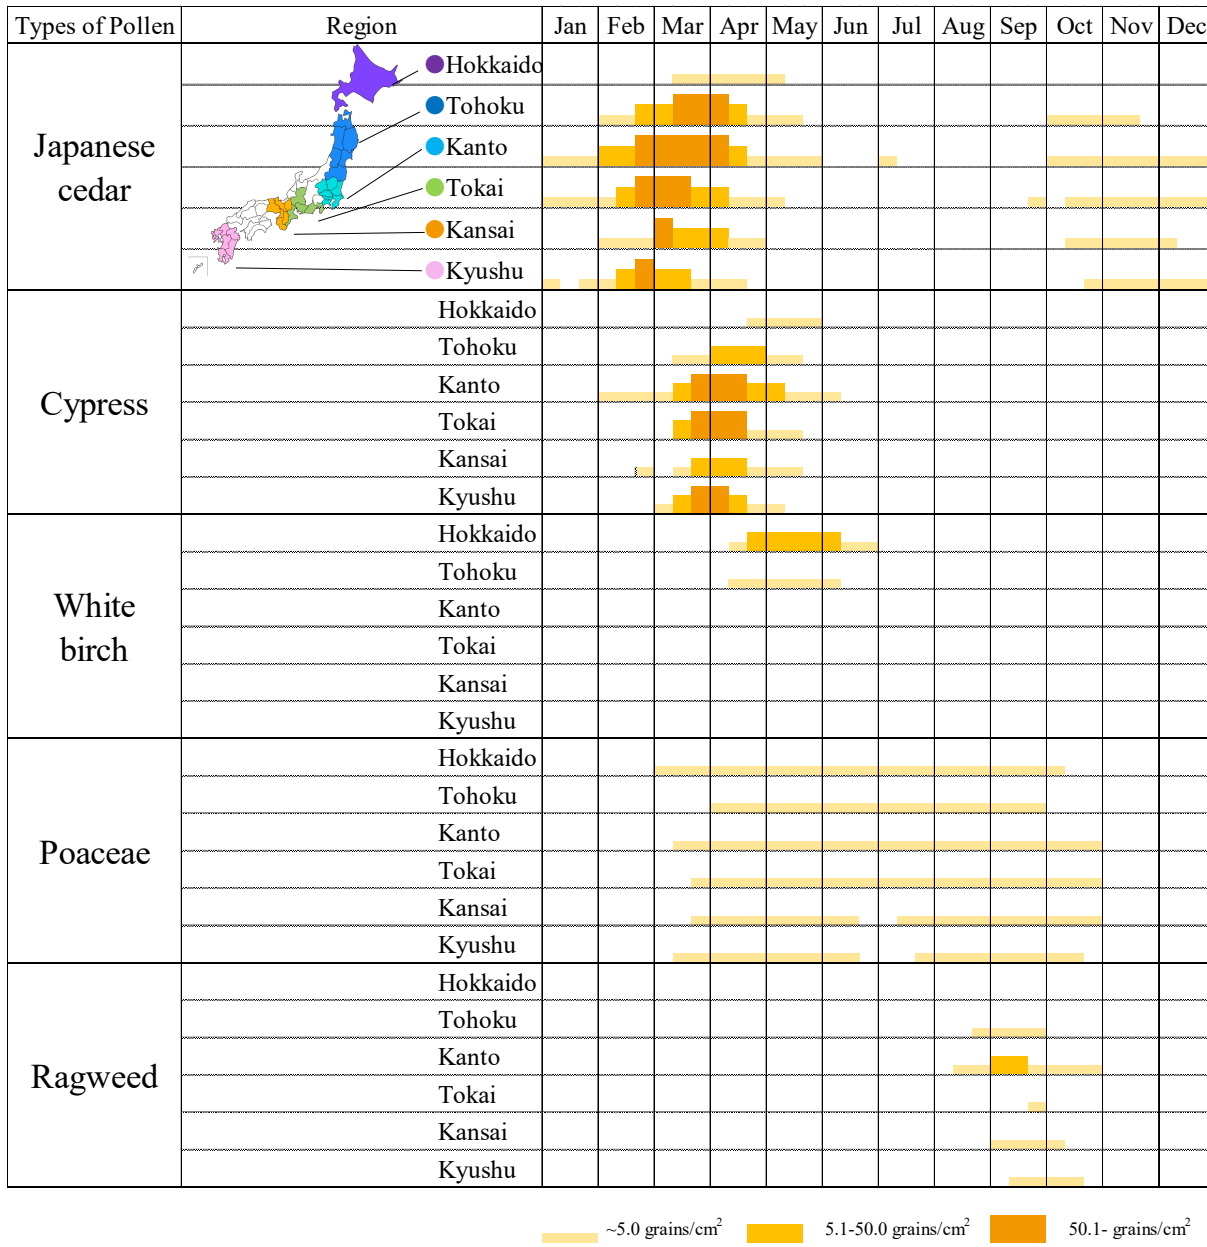 Types of Pollen Region Jan Feb Mar Apr May Jun Jul Aug Sep Oct Nov Dec
Japanese
cedar
Hokkaido
Tohoku
Kanto
Tokai
Kansai
Kyushu
Cypress
Hokkaido
Tohoku
Kanto
Tokai
Kansai
Kyushu
White
birch
Hokkaido
Tohoku
Kanto
Tokai
Kansai
Kyushu
Poaceae
Hokkaido
Tohoku
Kanto
Tokai
Kansai
Kyushu
Ragweed
Hokkaido
Tohoku
Kanto
Tokai
Kansai
Kyushu
~5.0 grains/cm² 5.1-50.0 grains/cm² 50.1- grains/cm²